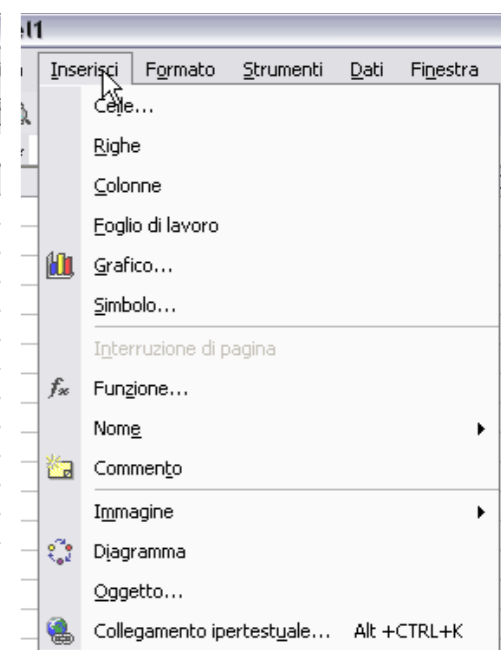 el1
Inserisci Formato Strumenti Dati Finestra
Celle...
Righe
Colonne
Foglio di lavoro
Grafico...
Simbolo...
Interruzione di pagina
fx Funzione...
Nome
Commento
Immagine
Diagramma
Oggetto...
Collegamento ipertestuale... Alt +CTRL+K